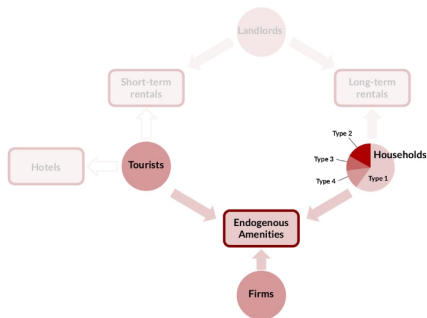 Landlords
Short-term
rentals
Long-term
rentals
Type 2
Households
Type 3
Type 1
Type 4
Hotels
Tourists
Endogenous
Amenities
Firms